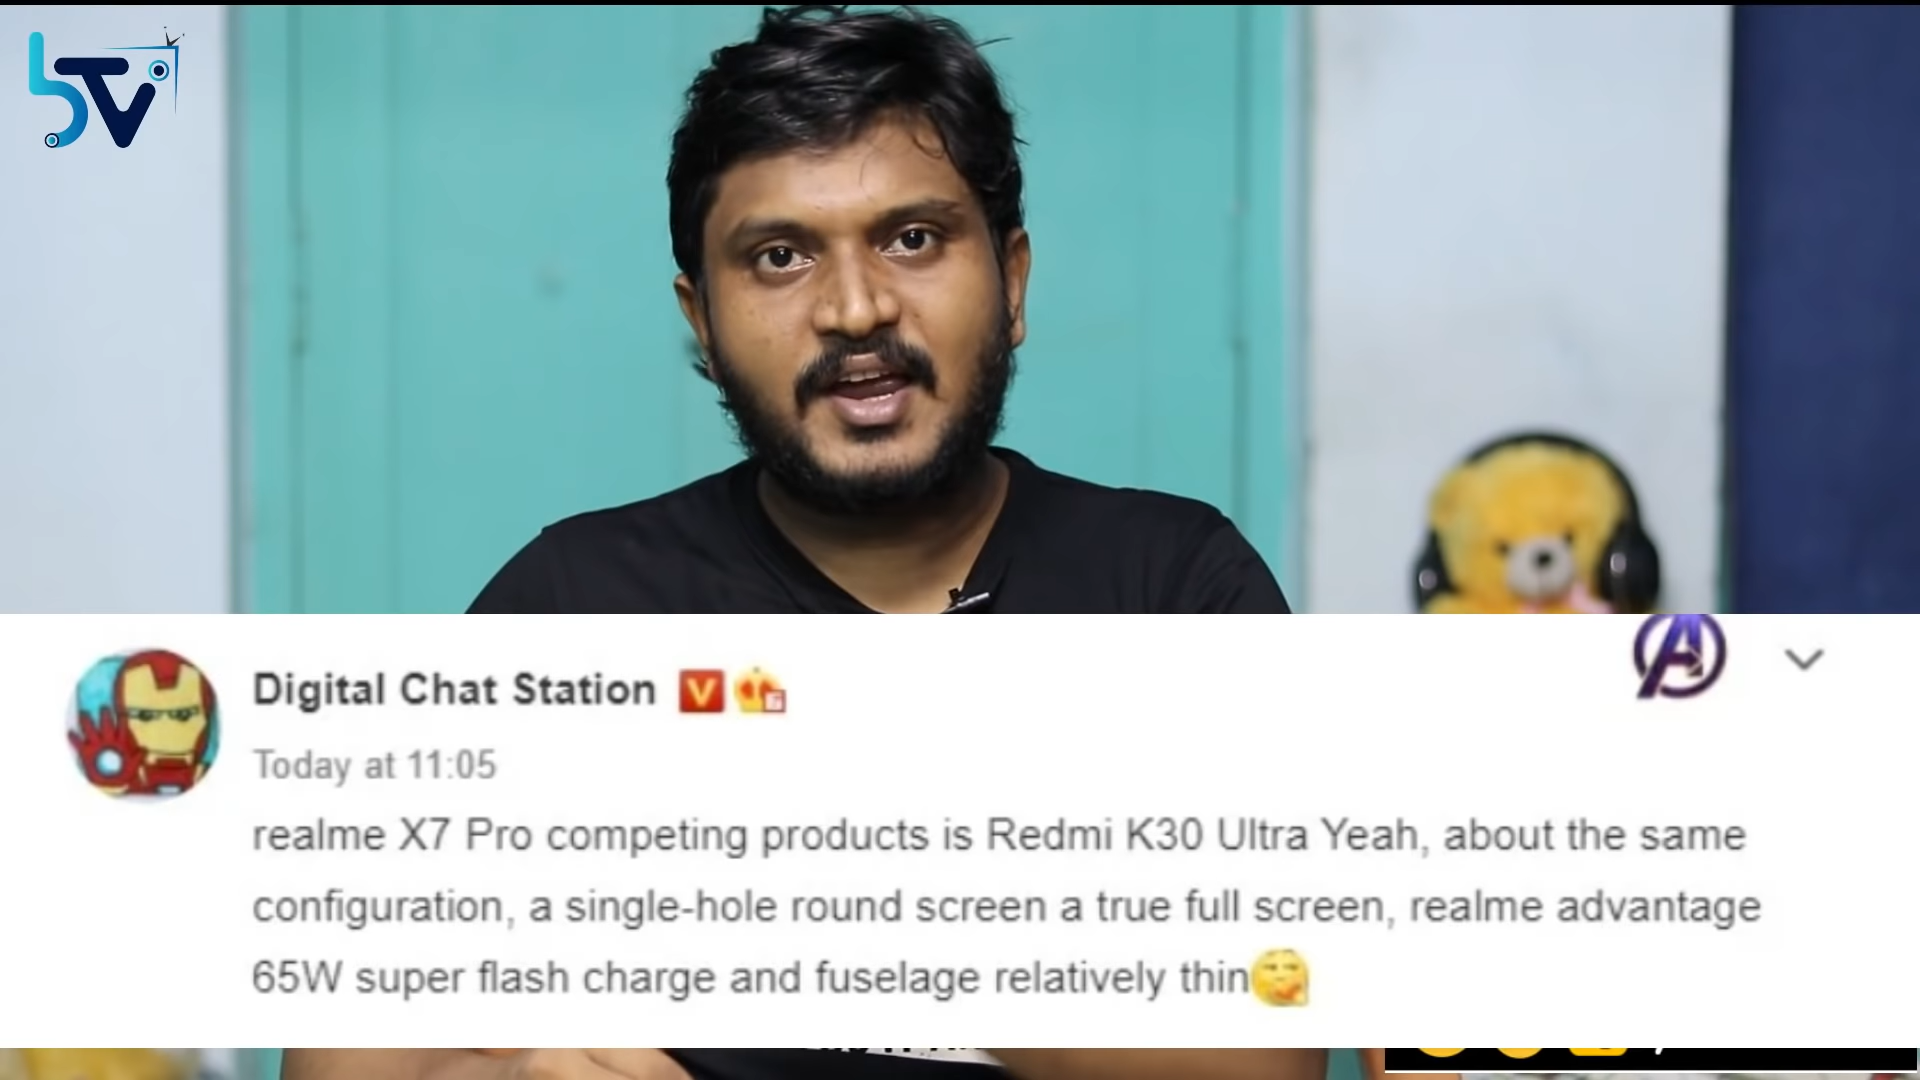 bTV
Digital Chat Station
Today at 11:05
realme X7 Pro competing products is Redmi K30 Ultra Yeah, about the same
configuration, a single-hole round screen a true full screen, realme advantage
65W super flash charge and fuselage relatively thin